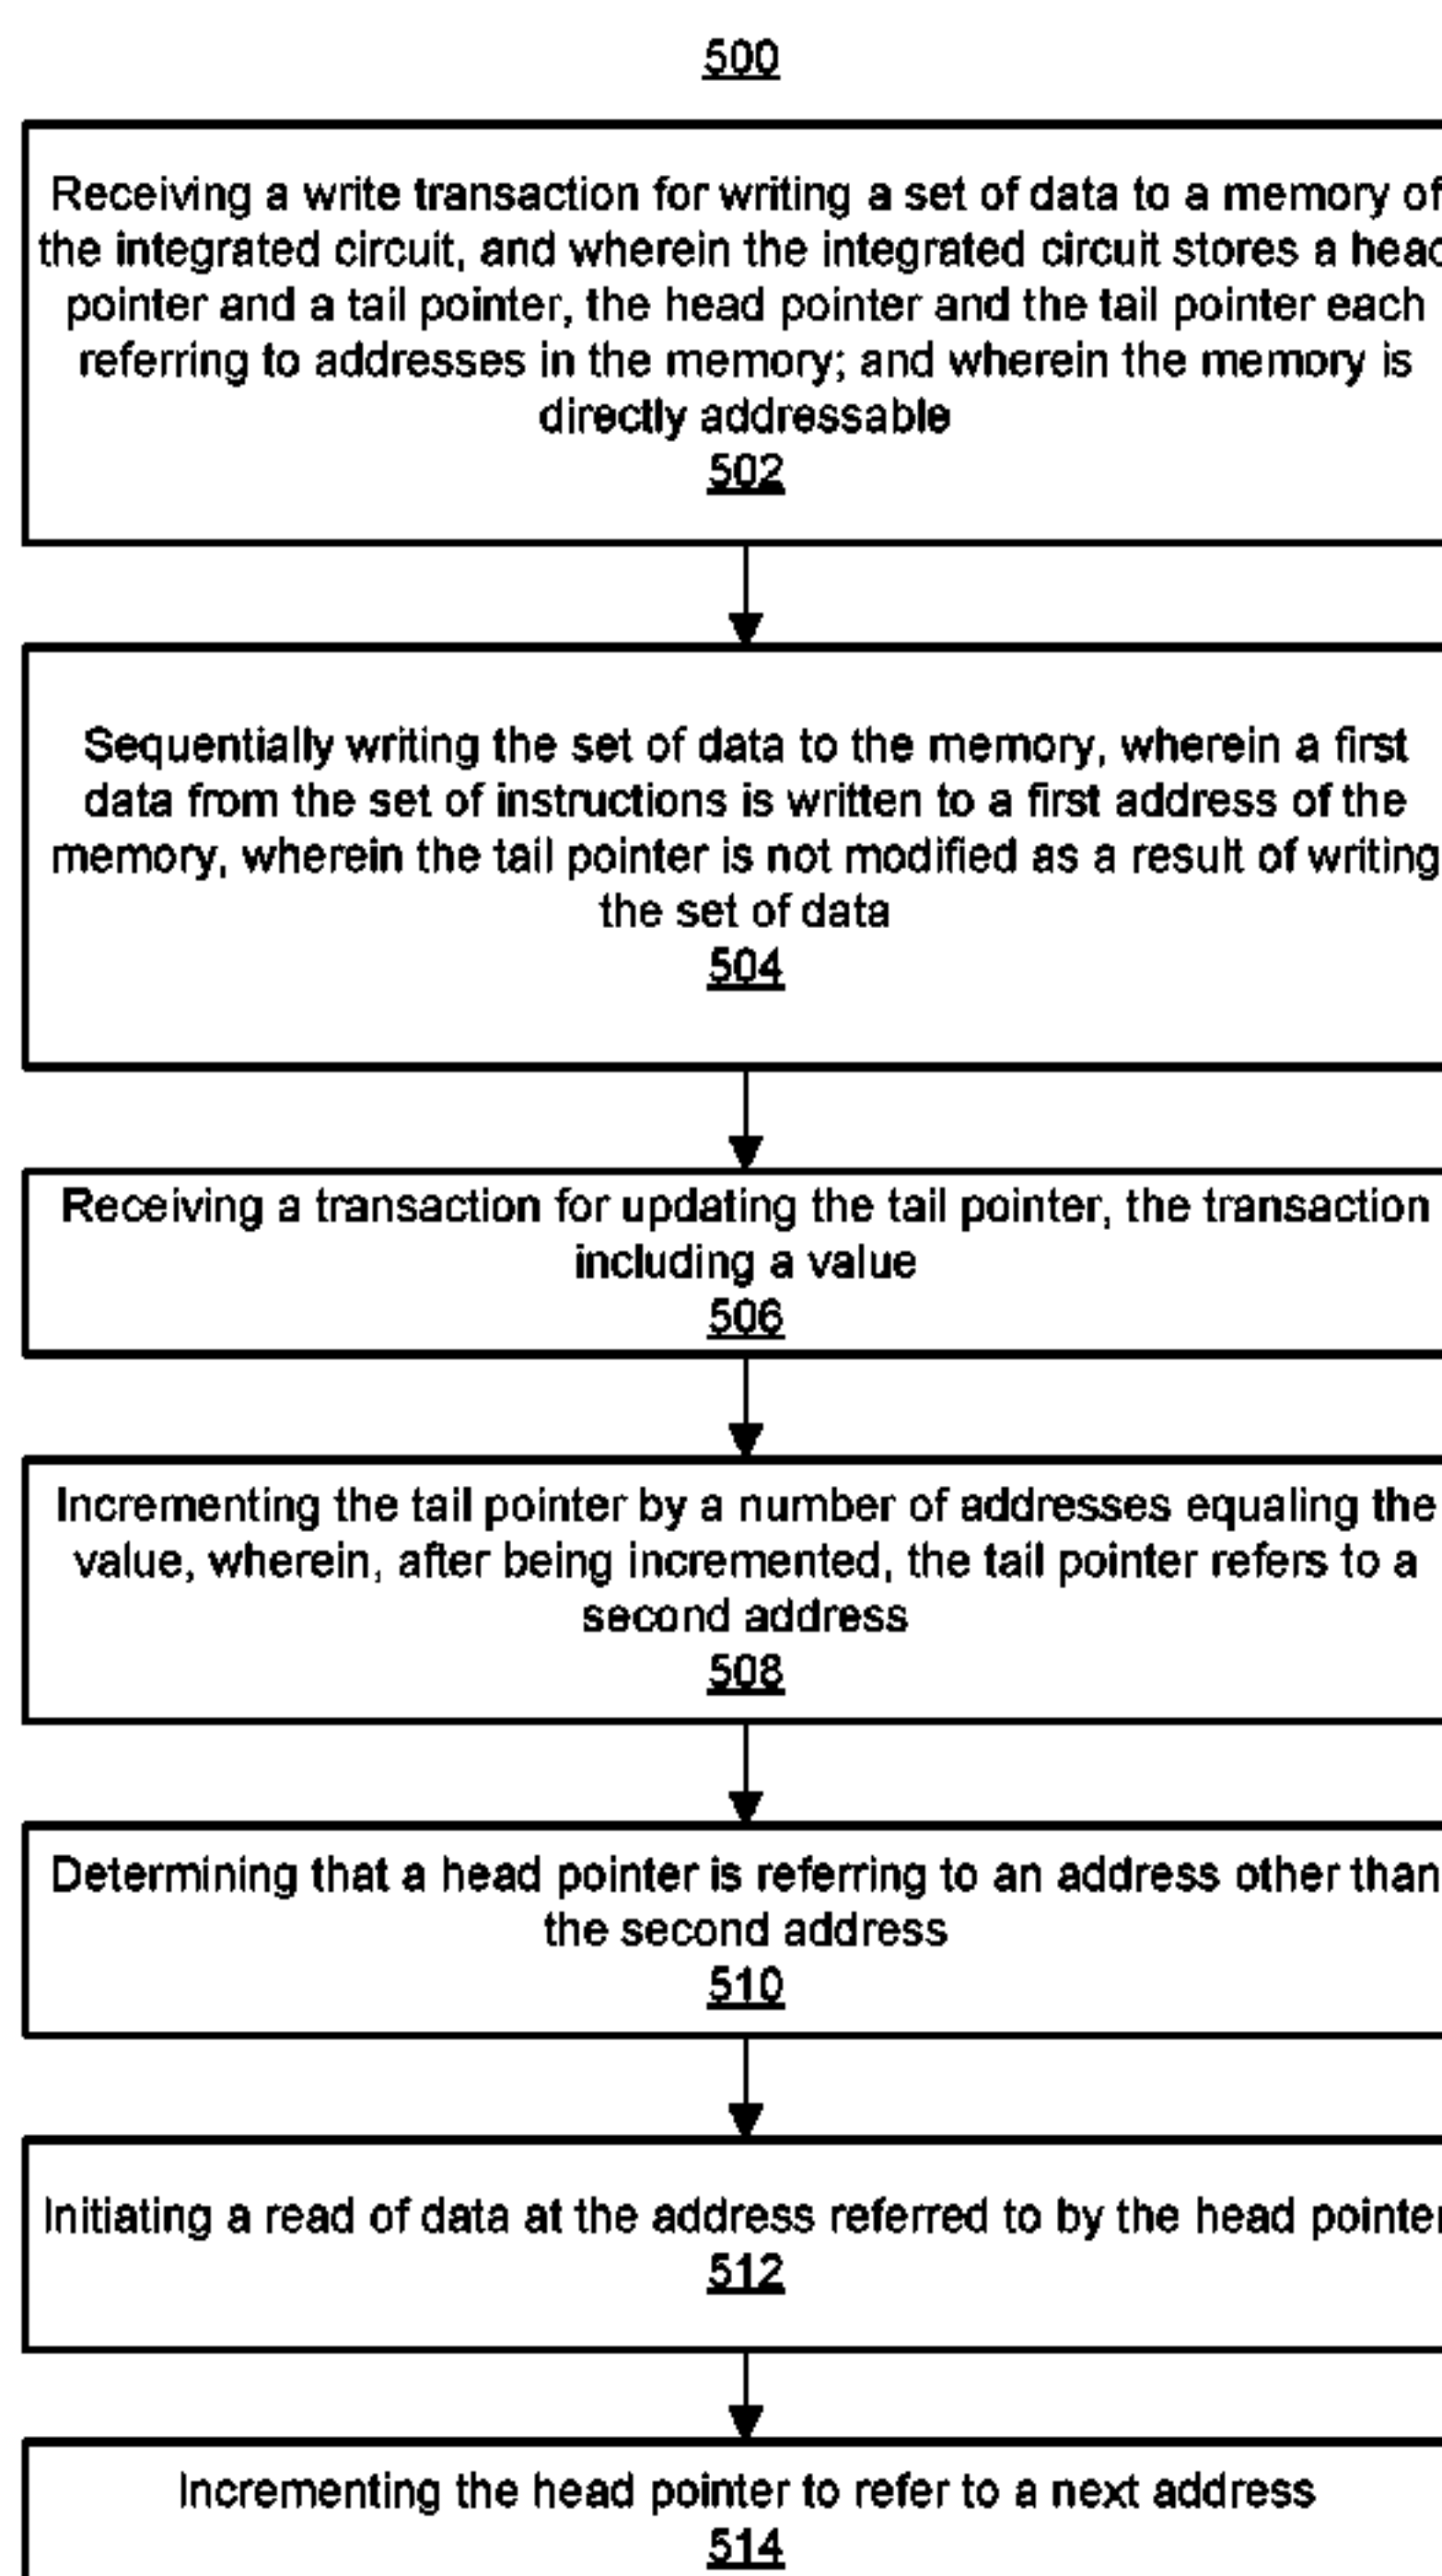 500
Receiving a write transaction for writing a set of data to a memory of
the integrated circuit, and wherein the integrated circuit stores a head
pointer and a tail pointer, the head pointer and the tail pointer each
referring to addresses in the memory; and wherein the memory is
directly addressable
502
Sequentially writing the set of data to the memory, wherein a first
data from the set of instructions is written to a first address of the
memory, wherein the tail pointer is not modified as a result of writing
the set of data
504
Receiving a transaction for updating the tail pointer, the transaction
including a value
506
Incrementing the tail pointer by a number of addresses equaling the
value, wherein, after being incremented, the tail pointer refers to a
second address
508
Determining that a head pointer is referring to an address other than
the second address
510
Initiating a read of data at the address referred to by the head pointer
512
Incrementing the head pointer to refer to a next address
514